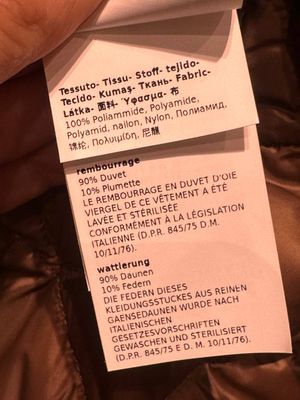 Tessuto- Tissu- Stoff- tejido-
Tecido- Kumaş- Ткань- Fabric-
Látka- 面料- Ύφασμα- 布
100% Poliammide, Polyamide,
Polyamid, nailon, Nylon, Полиамид,
锦纶, Πολυμίδη, 尼龍
rembourrage
90% Duvet
10% Plumette
LE REMBOURRAGE EN DUVET D'OIE
VIERGEL DE CE VÊTEMENT A ÉTÉ
LAVÉE ET STÉRILISÉE
CONFORMÉMENT À LA LÉGISLATION
ITALIENNE (D.P.R. 845/75 D M.
10/11/76).
wattierung
90% Daunen
10% Federn
DIE FEDERN DIESES
KLEIDUNGSSTUCKES AUS REINEN
GAENSEDAUNEN WURDE NACH
ITALIENISCHEN
GESETZESVORSCHRIFTEN
GEWASCHEN UND STERILISIERT
(D.P.R. 845/75 E D M. 10/11/76).